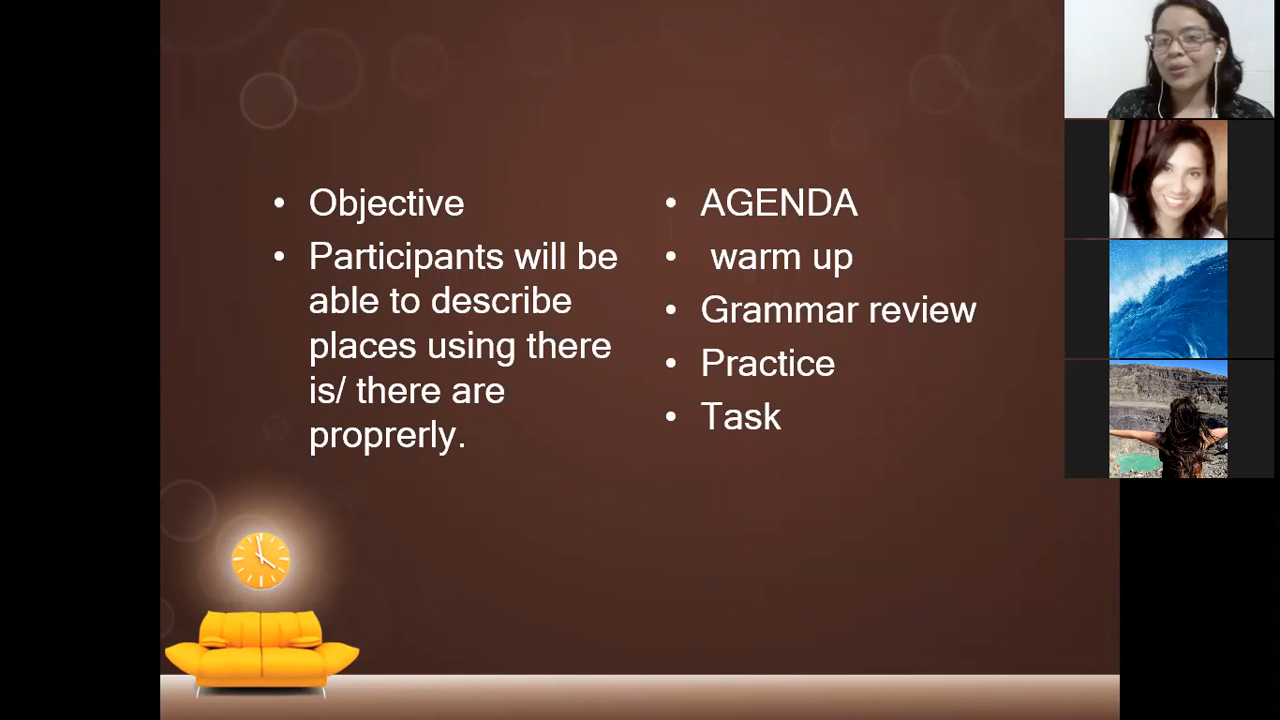 Objective
Participants will be
able to describe
places using there
is/ there are
proprerly.
AGENDA
warm up
Grammar review
Practice
Task